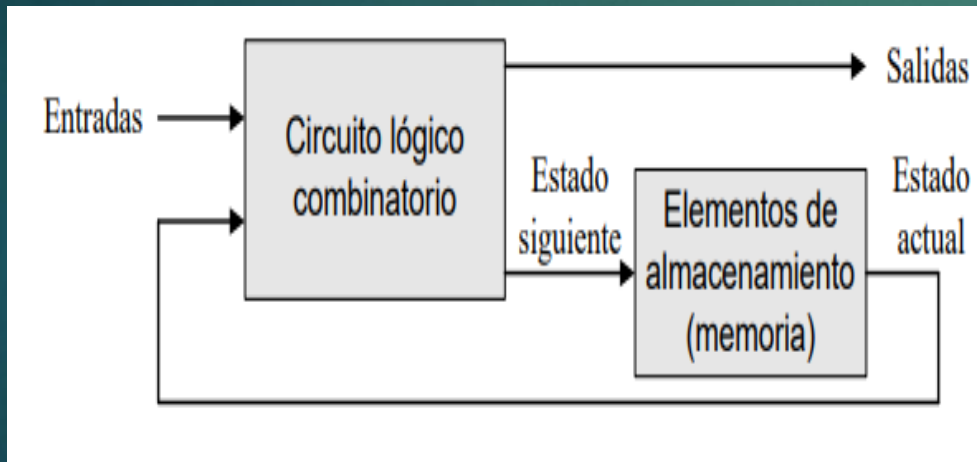 Entradas
Circuito lógico
combinatorio
Salidas
Estado
siguiente
Elementos de
almacenamiento
(memoria)
Estado
actual